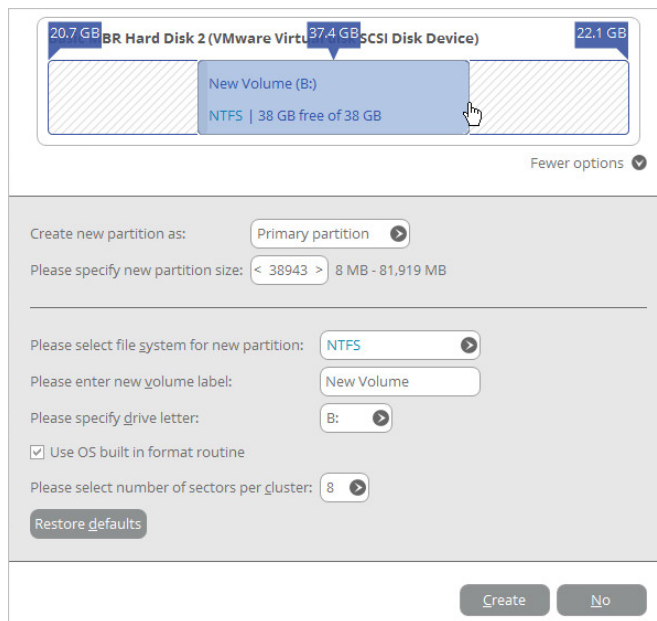 20.7 GB BR Hard Disk 2 (VMware Virtu 37.4 GB SCSI Disk Device) 22.1 GB
New Volume (B:)
NTFS | 38 GB free of 38 GB
Fewer options
Create new partition as: Primary partition
Please specify new partition size: < 38943 > 8 MB - 81,919 MB
Please select file system for new partition: NTFS
Please enter new volume label: New Volume
Please specify drive letter: B:
Use OS built in format routine
Please select number of sectors per cluster: 8
Restore defaults
Create No